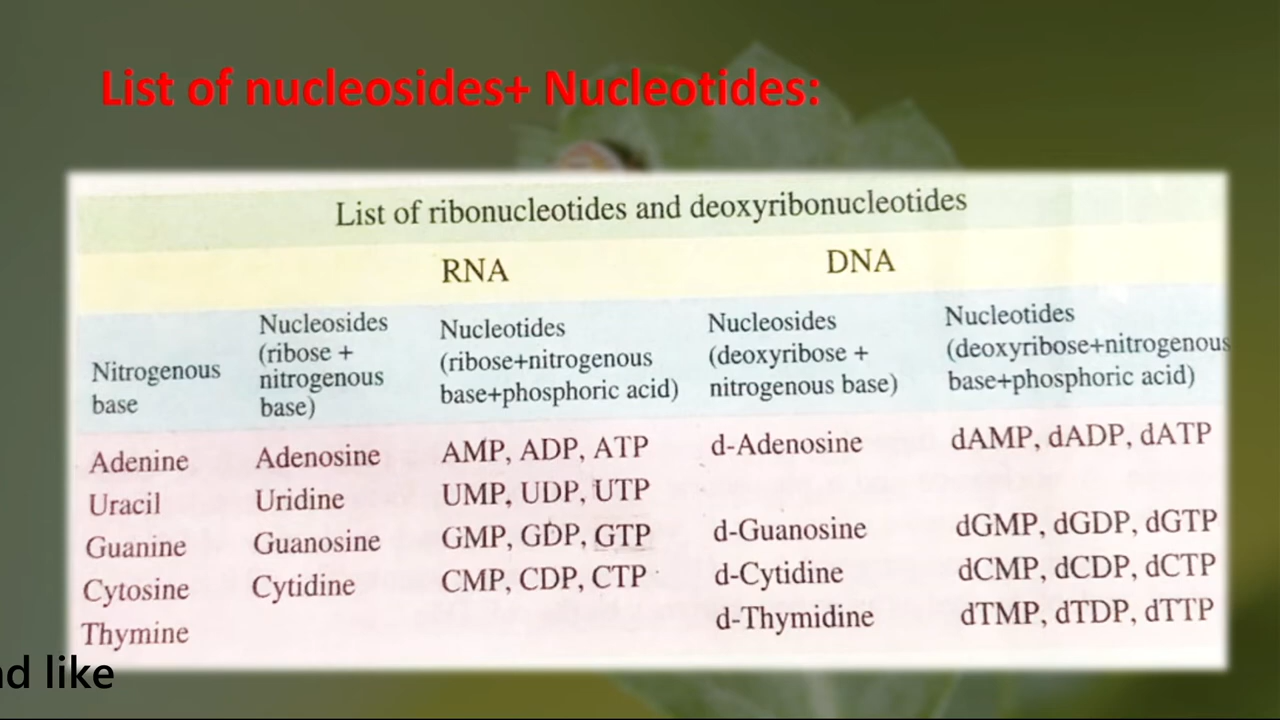 List of nucleosides+ Nucleotides:
List of ribonucleotides and deoxyribonucleotides
RNA DNA
Nitrogenous
base
Nucleosides
(ribose +
nitrogenous
base)
Nucleotides
(ribose+nitrogenous
base+phosphoric acid)
Nucleosides
(deoxyribose +
nitrogenous base)
Nucleotides
(deoxyribose+nitrogenous
base+phosphoric acid)
Adenine Adenosine AMP, ADP, ATP d-Adenosine dAMP, dADP, dATP
Uracil Uridine UMP, UDP, UTP
Guanine Guanosine GMP, GDP, GTP d-Guanosine dGMP, dGDP, dGTP
Cytosine Cytidine CMP, CDP, CTP d-Cytidine dCMP, dCDP, dCTP
Thymine d-Thymidine dTMP, dTDP, dTTP
like